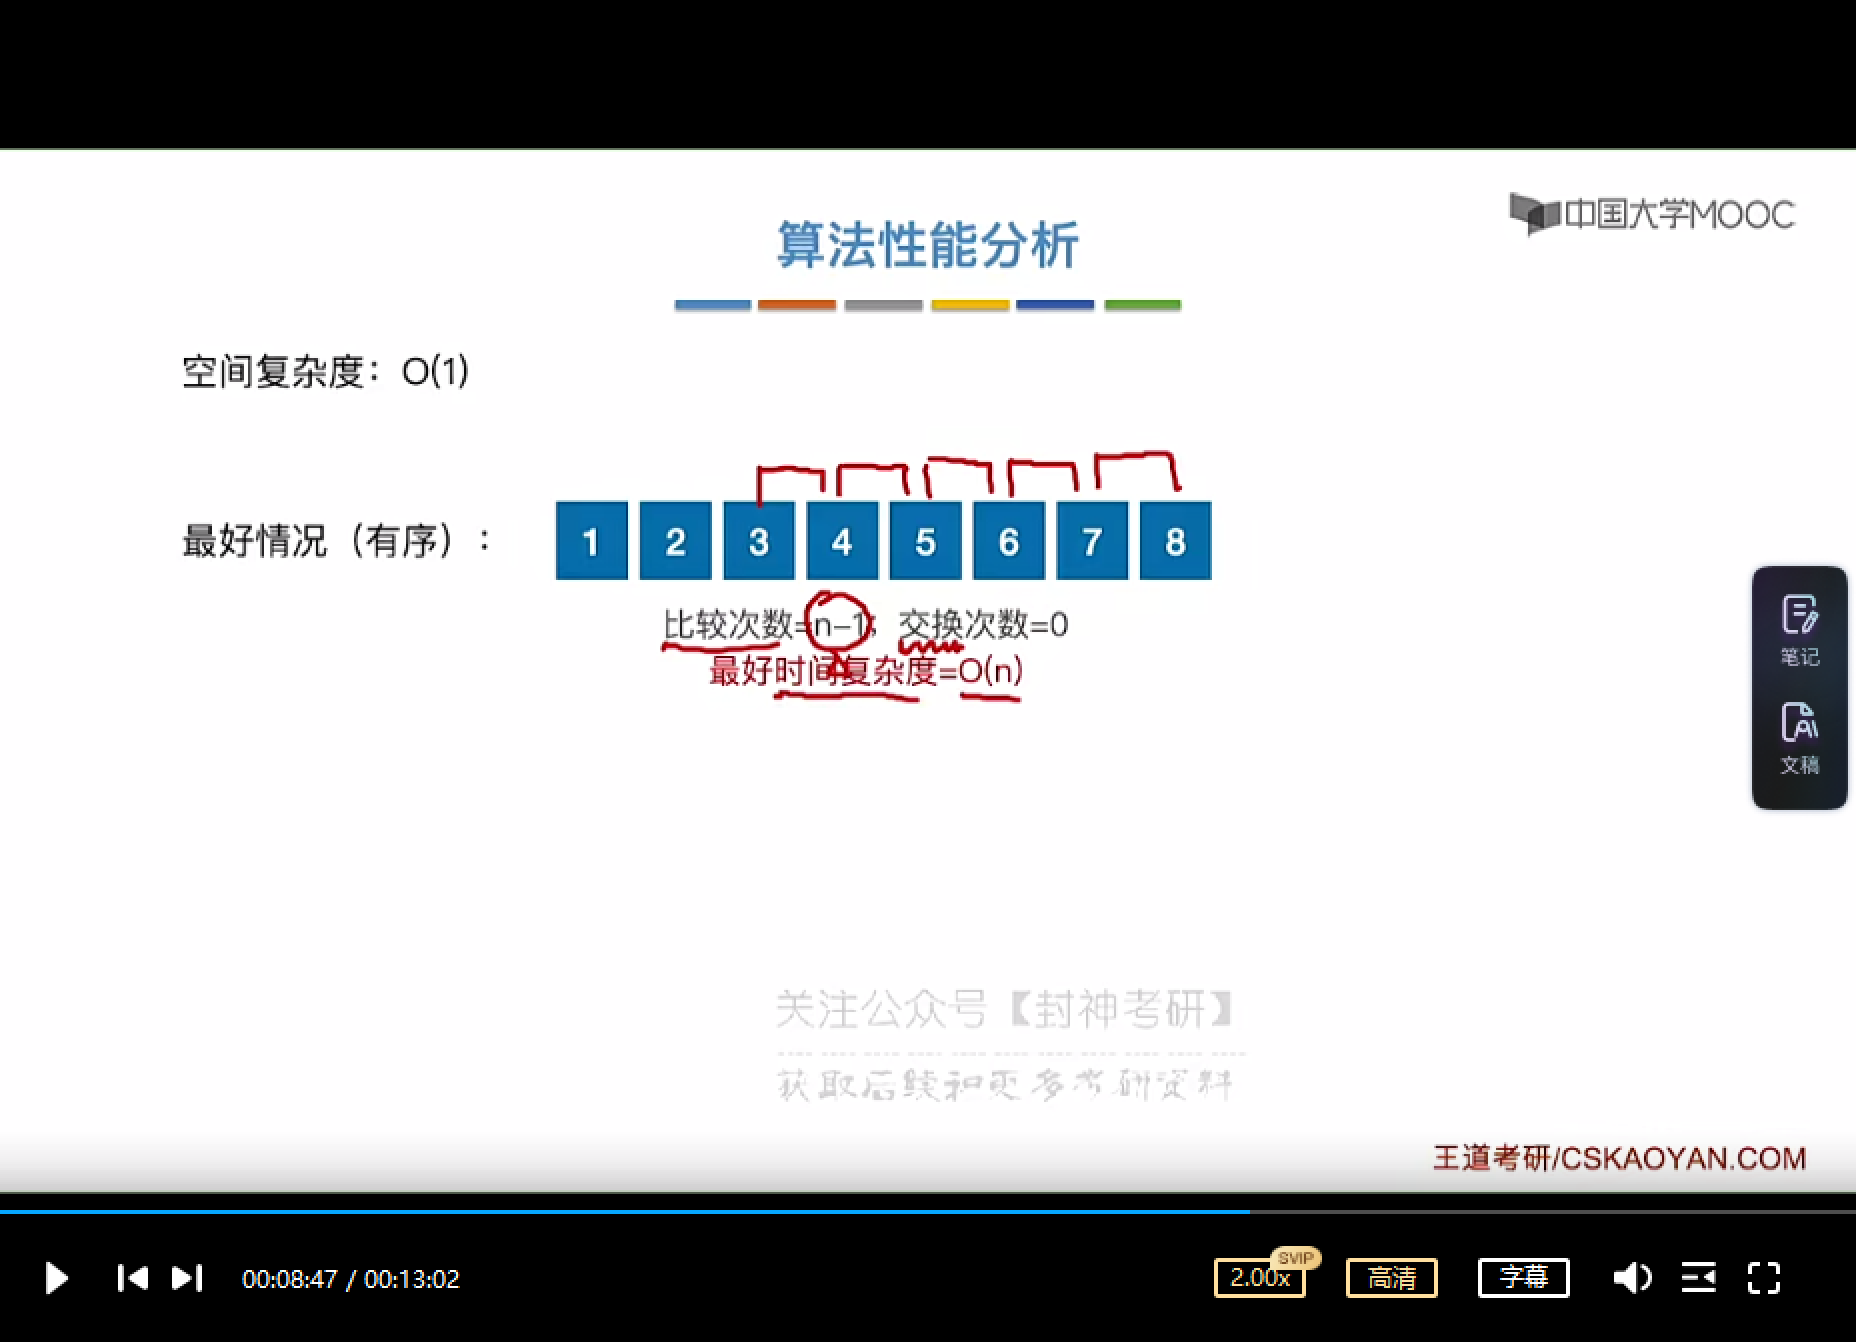 中国大学MOOC
算法性能分析
空间复杂度：O(1)
最好情况（有序）：
1 2 3 4 5 6 7 8
比较次数=n-1；交换次数=0
最好时间复杂度=O(n)
笔记
文稿
关注公众号【封神考研】
获取后续和更多考研资料
王道考研/CSKAOYAN.COM
00:08:47 / 00:13:02
SVIP
2.00x
高清
字幕